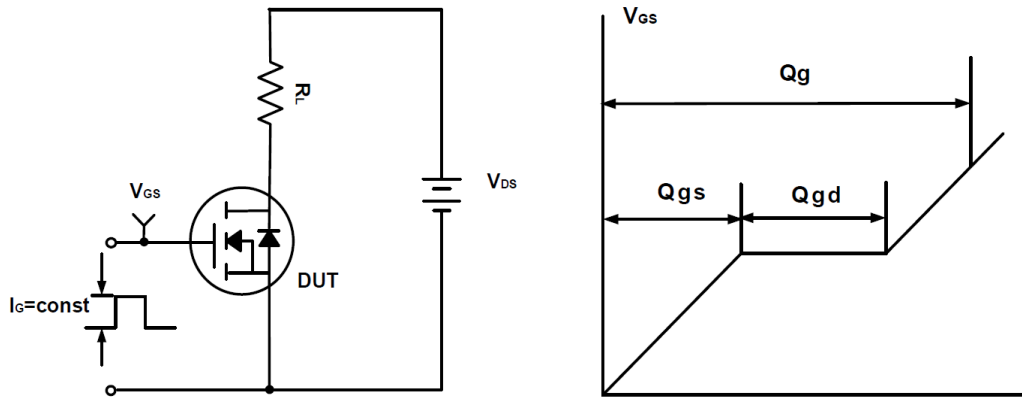 RL
VGS
VDS
DUT
IG=const
VGS
Qg
Qgs
Qgd